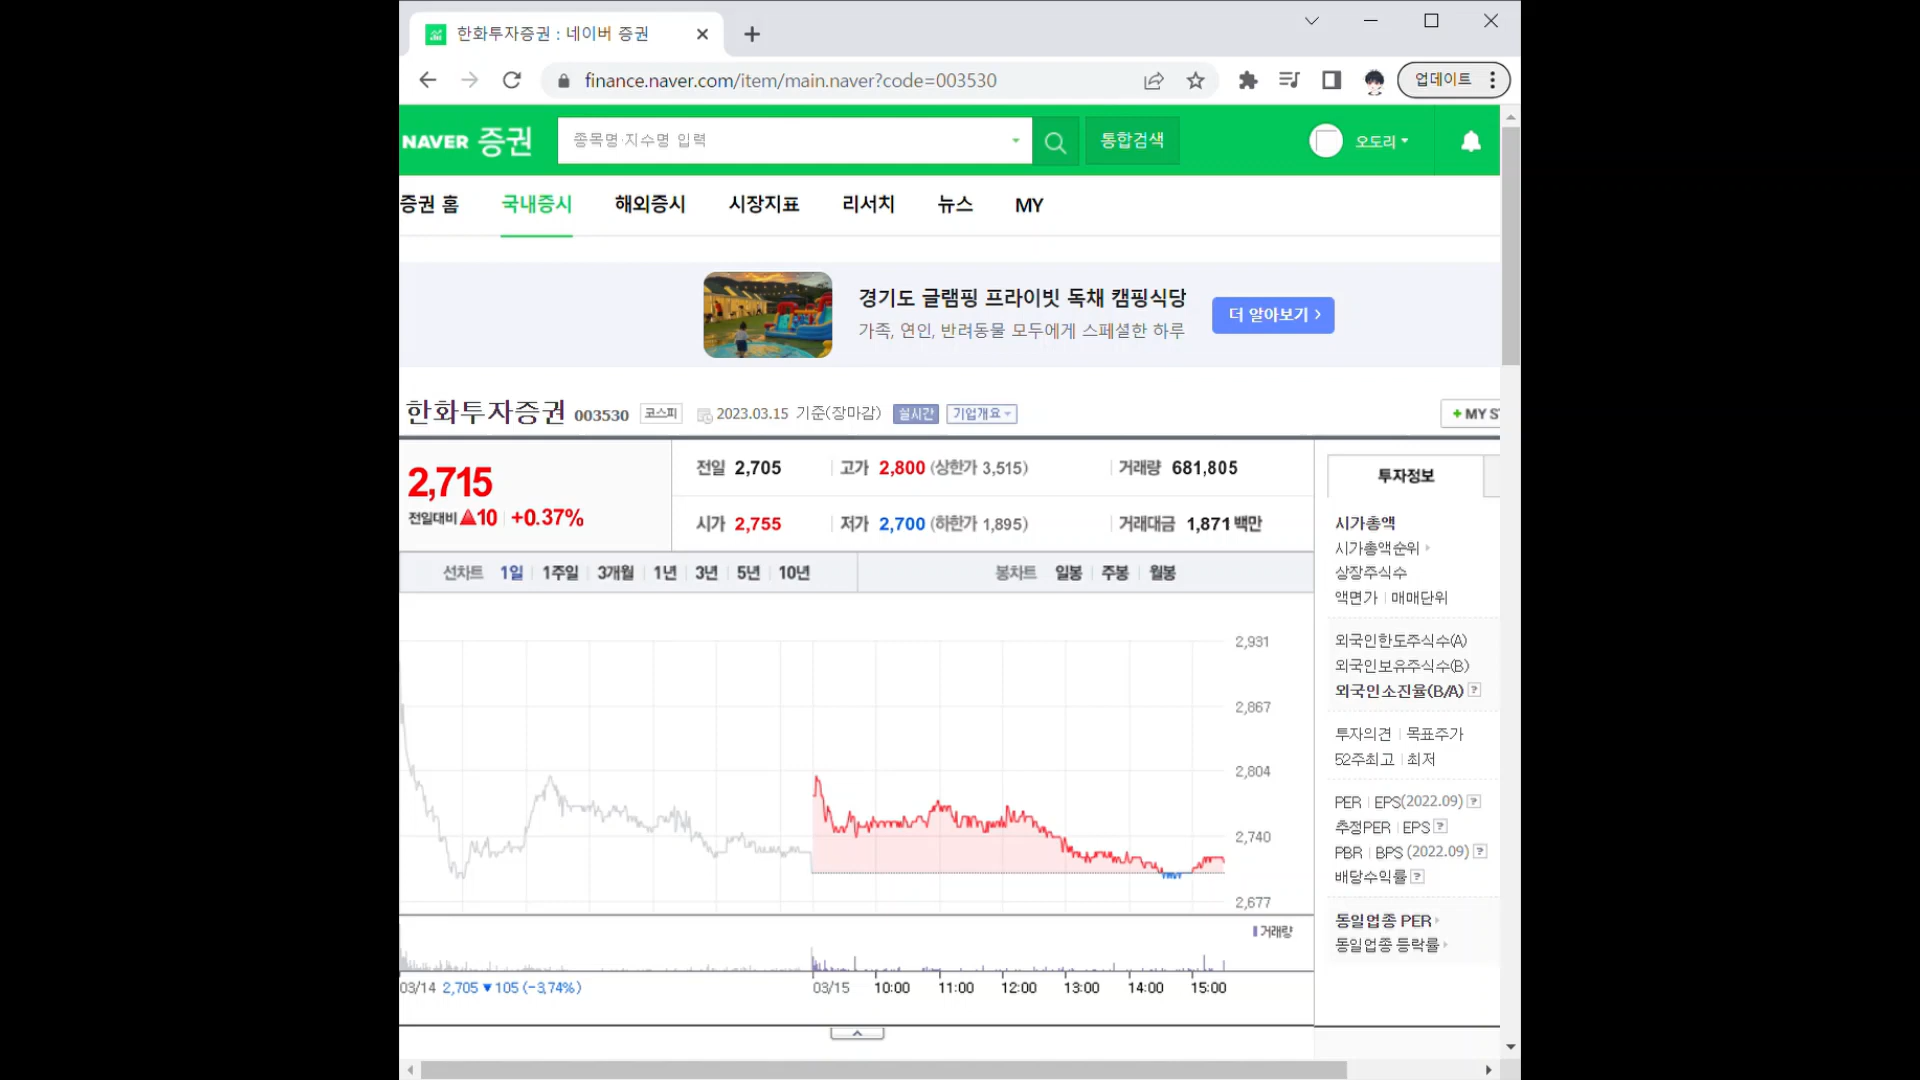 한화투자증권 : 네이버 증권
finance.naver.com/item/main.naver?code=003530
업데이트
NAVER 증권
종목명·지수명 입력
통합검색
오도리
증권 홈 국내증시 해외증시 시장지표 리서치 뉴스 MY
경기도 글램핑 프라이빗 독채 캠핑식당
가족, 연인, 반려동물 모두에게 스페셜한 하루
더 알아보기
한화투자증권 003530 코스피 2023.03.15 기준(장마감) 실시간 기업개요
+ MY S
2,715
전일대비 ▲10 +0.37%
전일 2,705 고가 2,800 (상한가 3,515) 거래량 681,805
시가 2,755 저가 2,700 (하한가 1,895) 거래대금 1,871 백만
선차트 1일 1주일 3개월 1년 3년 5년 10년
봉차트 일봉 주봉 월봉
2,931
2,867
2,804
2,740
2,677
거래량
03/14 2,705 ▼105 (-3,74%)
03/15 10:00 11:00 12:00 13:00 14:00 15:00
투자정보
시가총액
시가총액순위
상장주식수
액면가 매매단위
외국인한도주식수(A)
외국인보유주식수(B)
외국인소진율(B/A) ?
투자의견 목표주가
52주최고 최저
PER EPS(2022.09) ?
추정PER EPS ?
PBR BPS (2022.09) ?
배당수익률 ?
동일업종 PER
동일업종 등락률